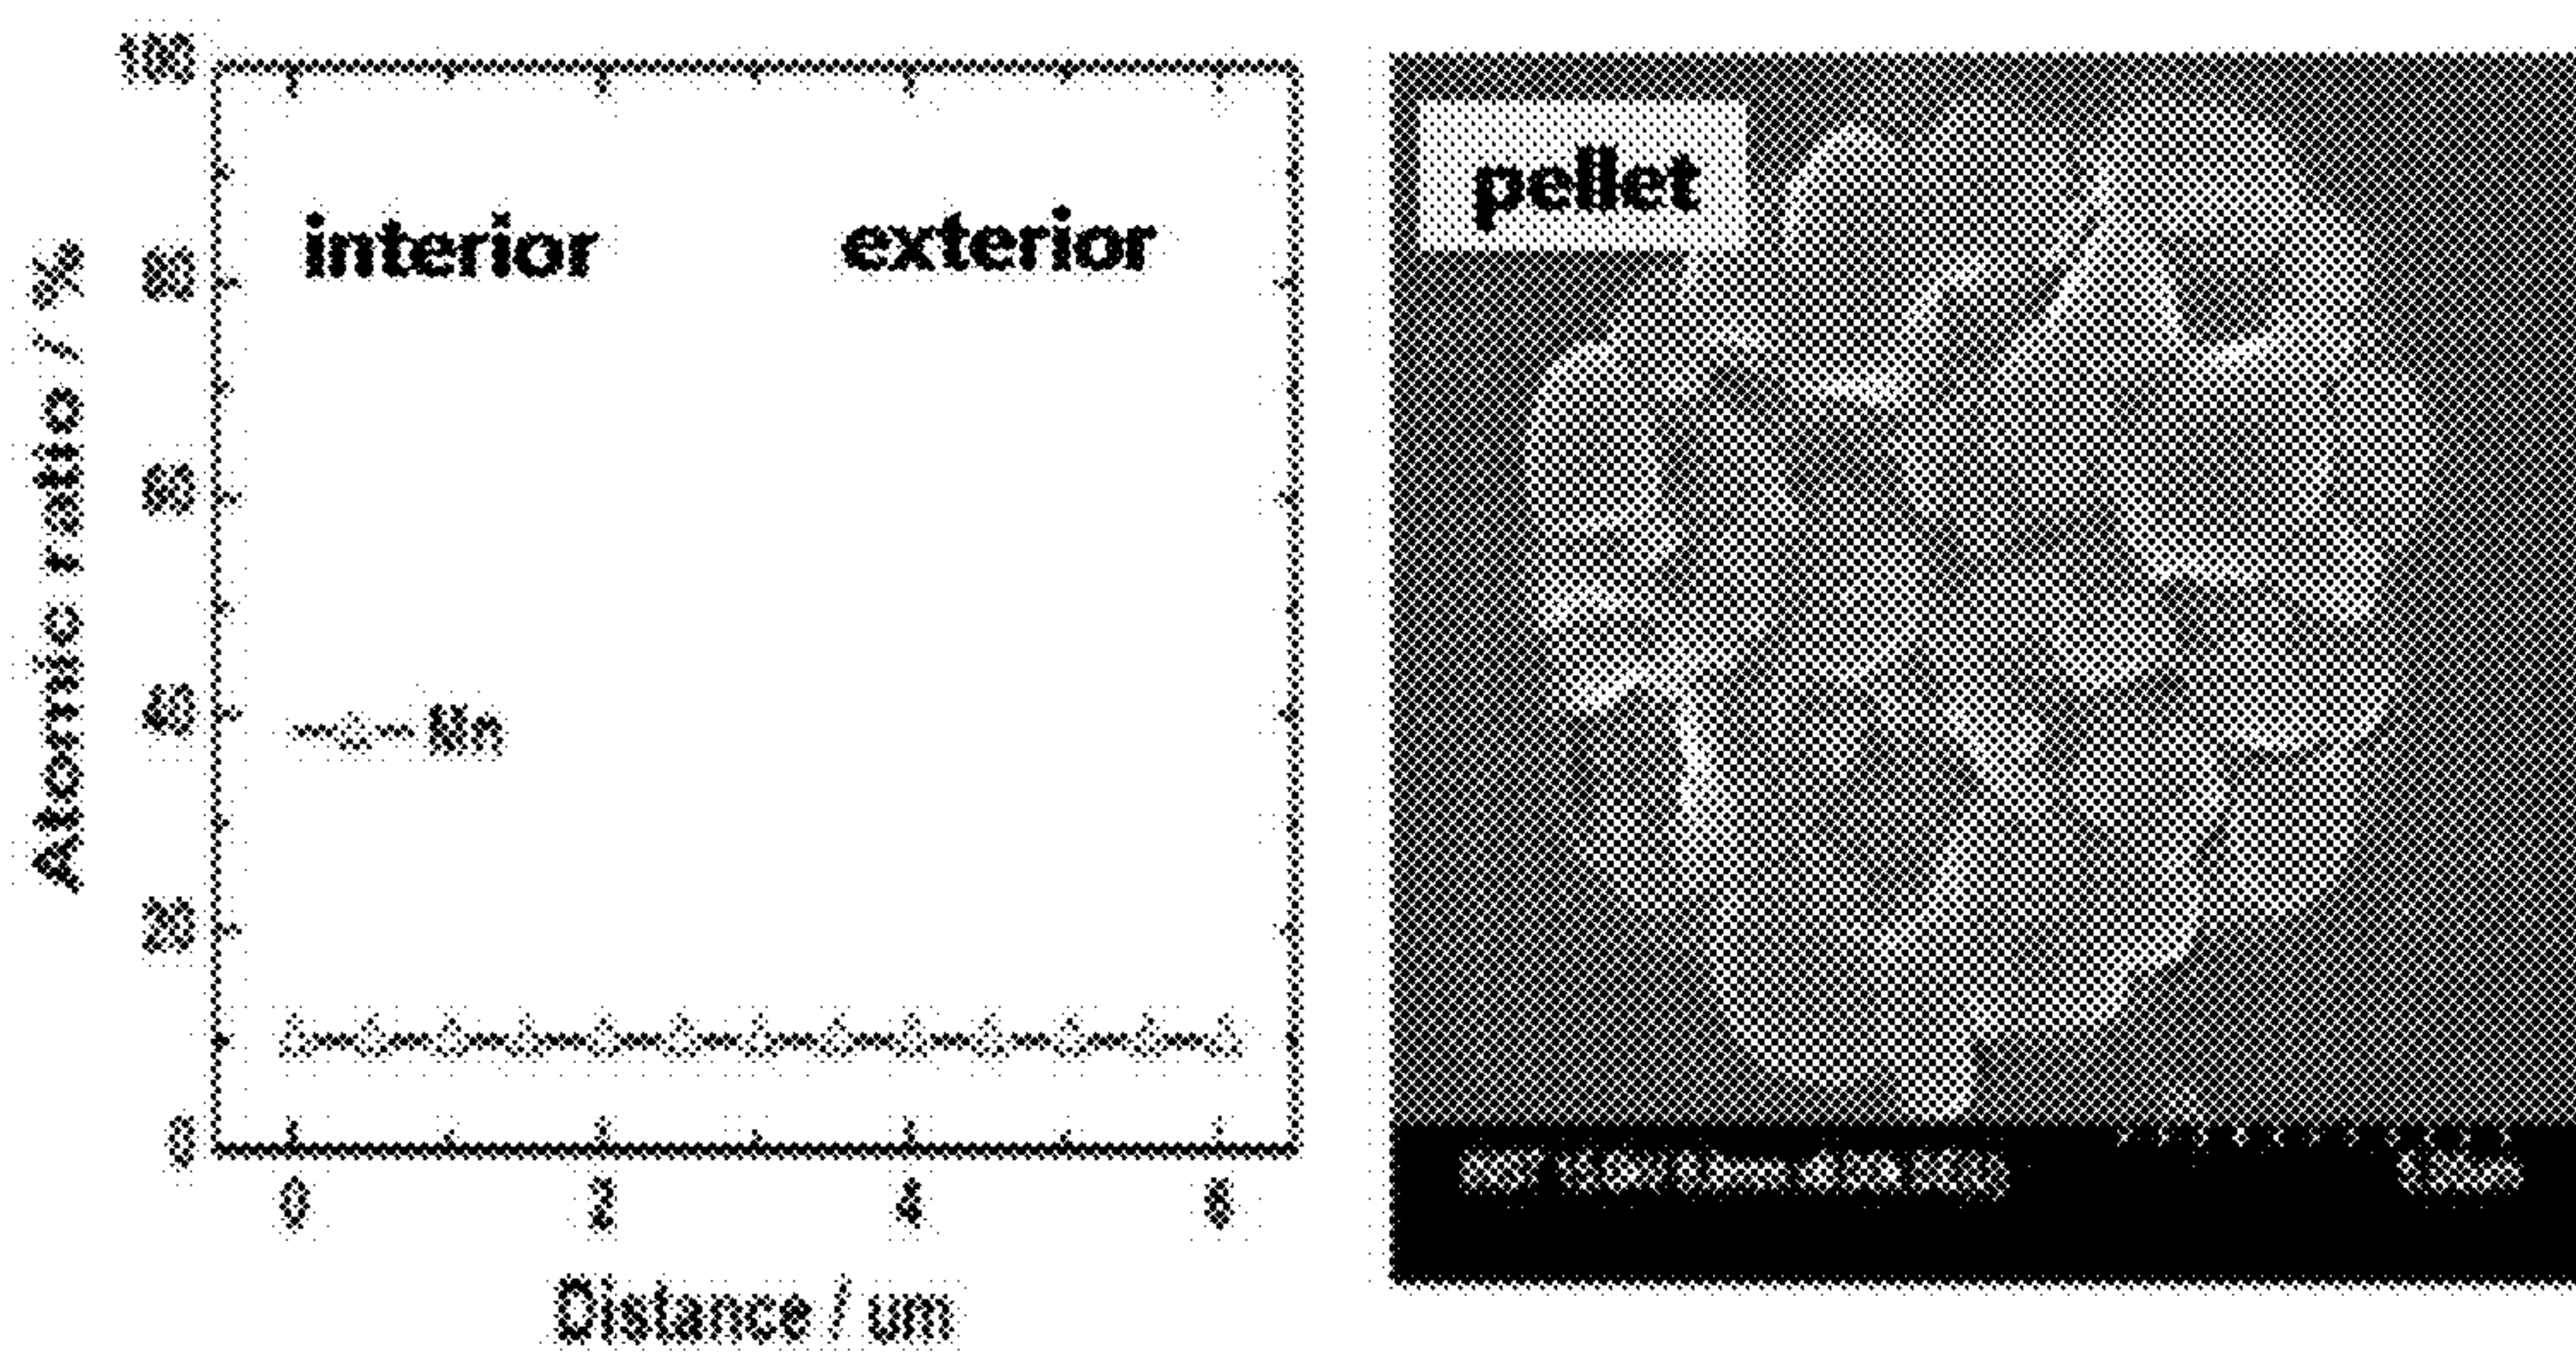 Atomic ratio / %
100
80
60
40
20
0
interior
exterior
Mn
0
2
4
6
Distance / um
pellet